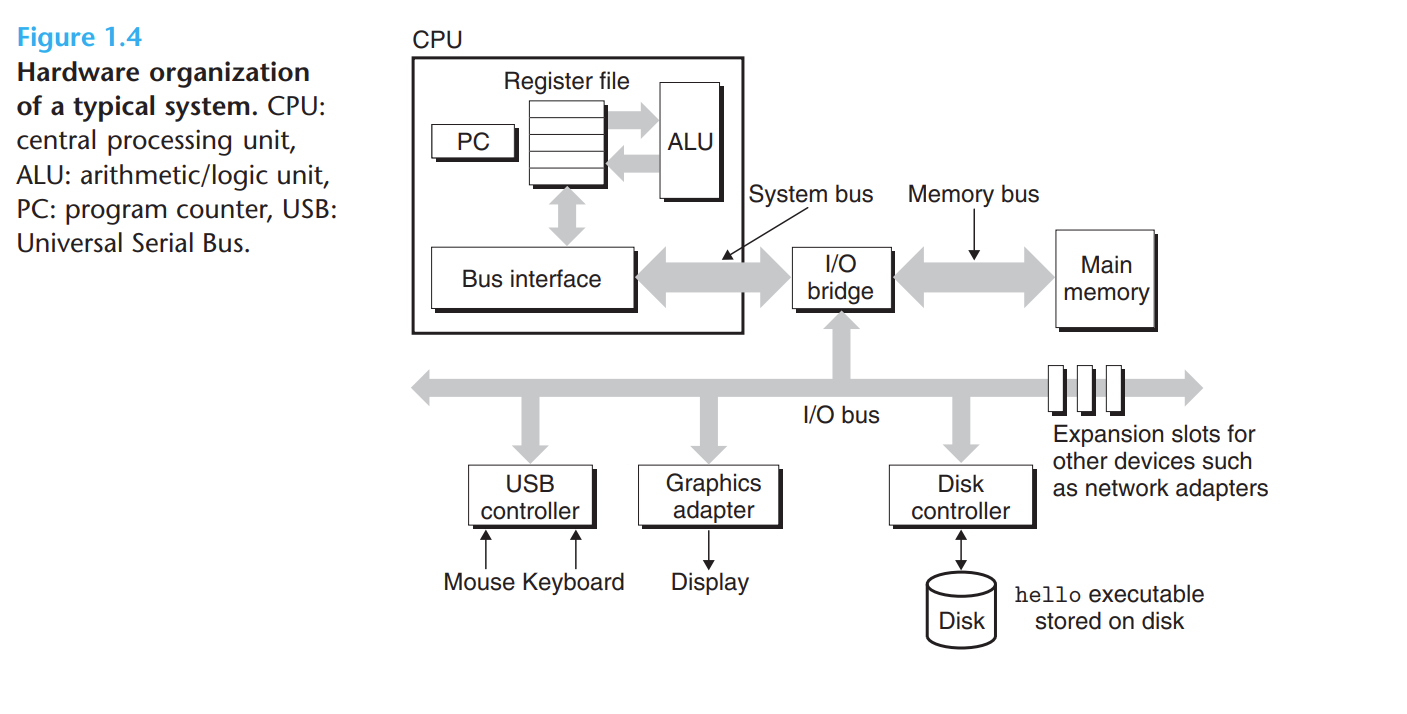 Figure 1.4
Hardware organization
of a typical system. CPU:
central processing unit,
ALU: arithmetic/logic unit,
PC: program counter, USB:
Universal Serial Bus.
CPU
Register file
PC
ALU
System bus
Memory bus
Bus interface
I/O
bridge
Main
memory
I/O bus
Expansion slots for
other devices such
as network adapters
USB
controller
Graphics
adapter
Disk
controller
Mouse Keyboard
Display
Disk
hello executable
stored on disk